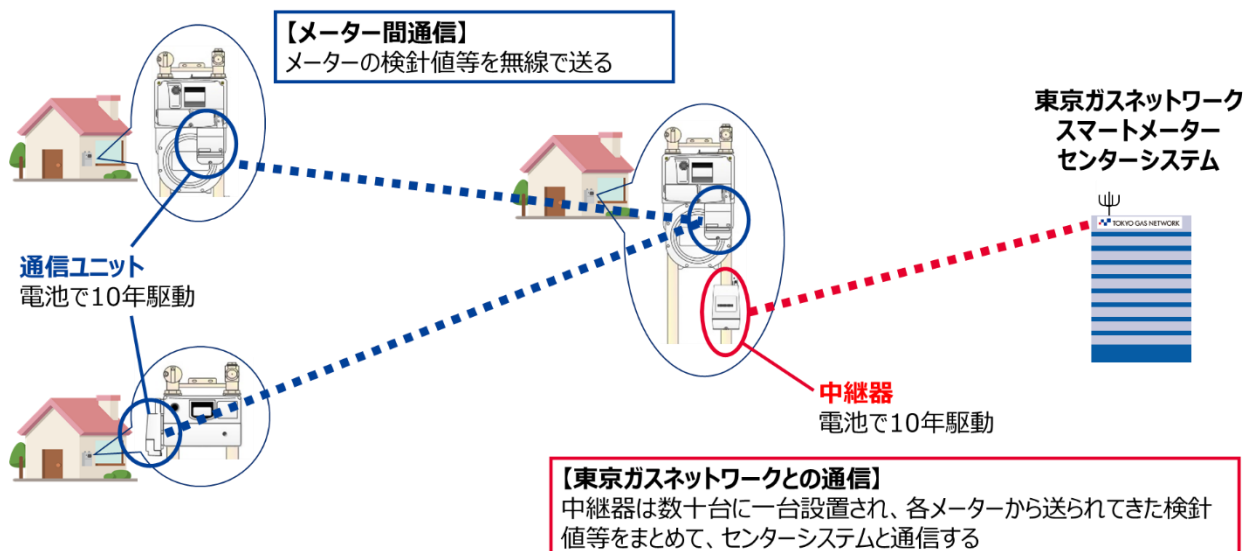 【メーター間通信】
メーターの検針値等を無線で送る
東京ガスネットワーク
スマートメーター
センターシステム
TOKYO GAS NETWORK
通信ユニット
電池で10年駆動
中継器
電池で10年駆動
【東京ガスネットワークとの通信】
中継器は数十台に一台設置され、各メーターから送られてきた検針
値等をまとめて、センターシステムと通信する